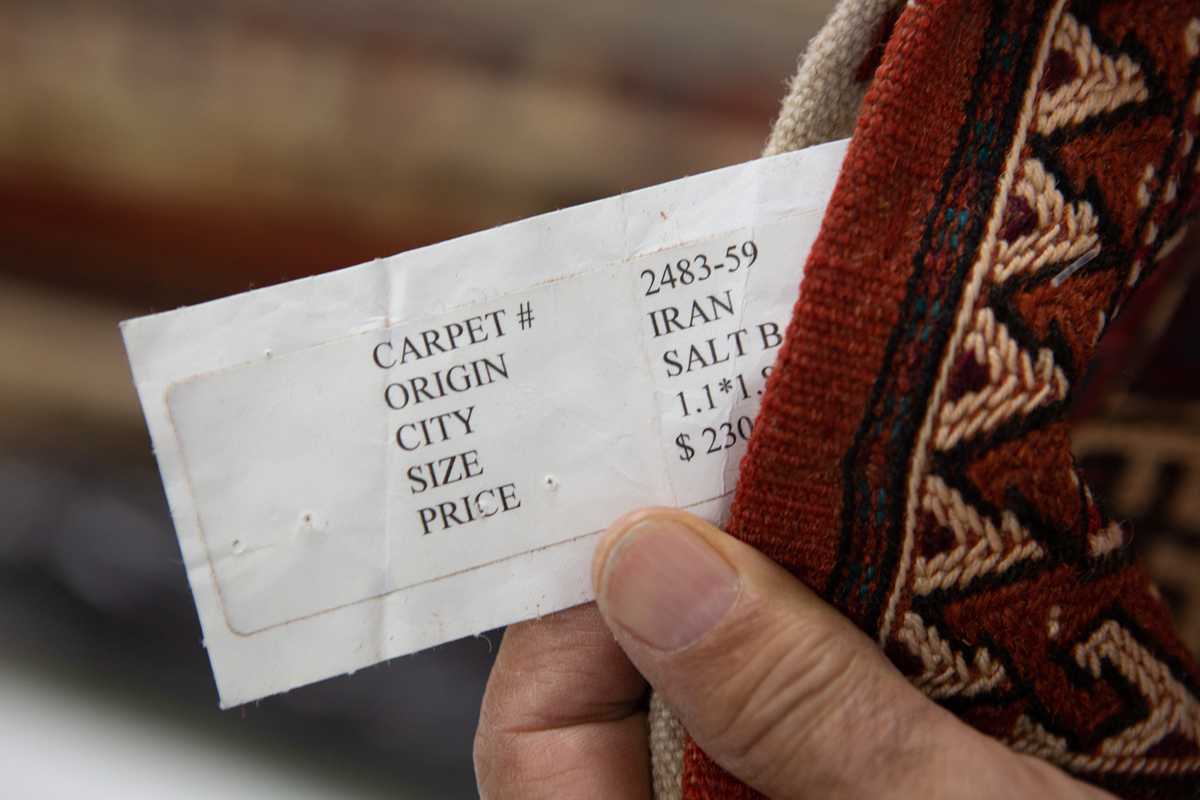 CARPET # 2483-59
ORIGIN IRAN
CITY SALT B
SIZE 1.1*1.
PRICE $ 230